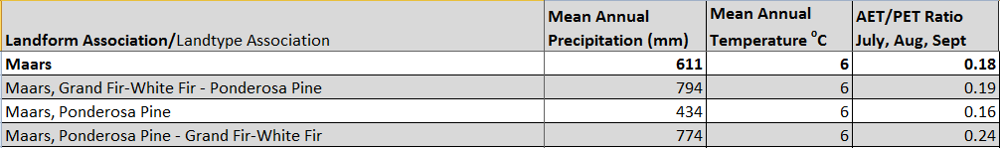 Landform Association/Landtype Association Mean Annual Precipitation (mm) Mean Annual Temperature °C AET/PET Ratio July, Aug, Sept
Maars 611 6 0.18
Maars, Grand Fir-White Fir - Ponderosa Pine 794 6 0.19
Maars, Ponderosa Pine 434 6 0.16
Maars, Ponderosa Pine - Grand Fir-White Fir 774 6 0.24